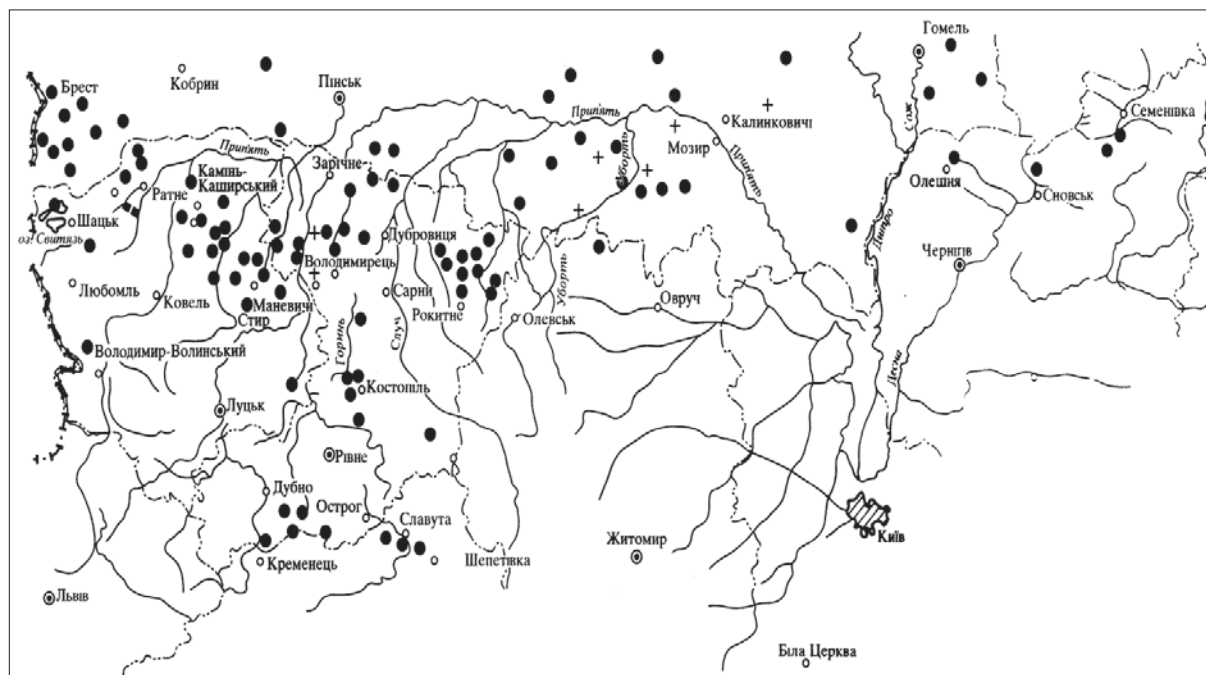 Гомель
Брест
Кобрин
Пінськ
Прип'ять
Калинковичі
Сож
Семенівка
Мозир
Прип'ять
Прип'ять
Зарічне
Камінь-
Каширський
Уборть
Олешня
Сновськ
Ратне
Шацьк
оз. Свитязь
Дубровиця
Дніпро
Чернігів
Володимирець
Любомль
Ковель
Маневичі
Сарни
Рокитне
Олевськ
Уборть
Овруч
Стир
Горинь
Случ
Володимир-Волинський
Десна
Костопіль
Луцьк
Рівне
Дубно
Острог
Славута
Київ
Кременець
Шепетівка
Житомир
Львів
Біла Церква